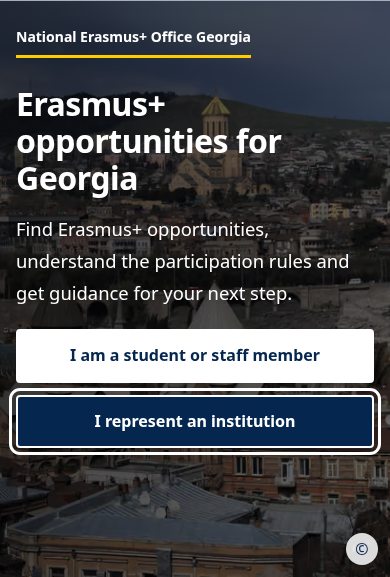 National Erasmus+ Office Georgia
Erasmus+
opportunities for
Georgia
Find Erasmus+ opportunities,
understand the participation rules and
get guidance for your next step.
I am a student or staff member
I represent an institution
©